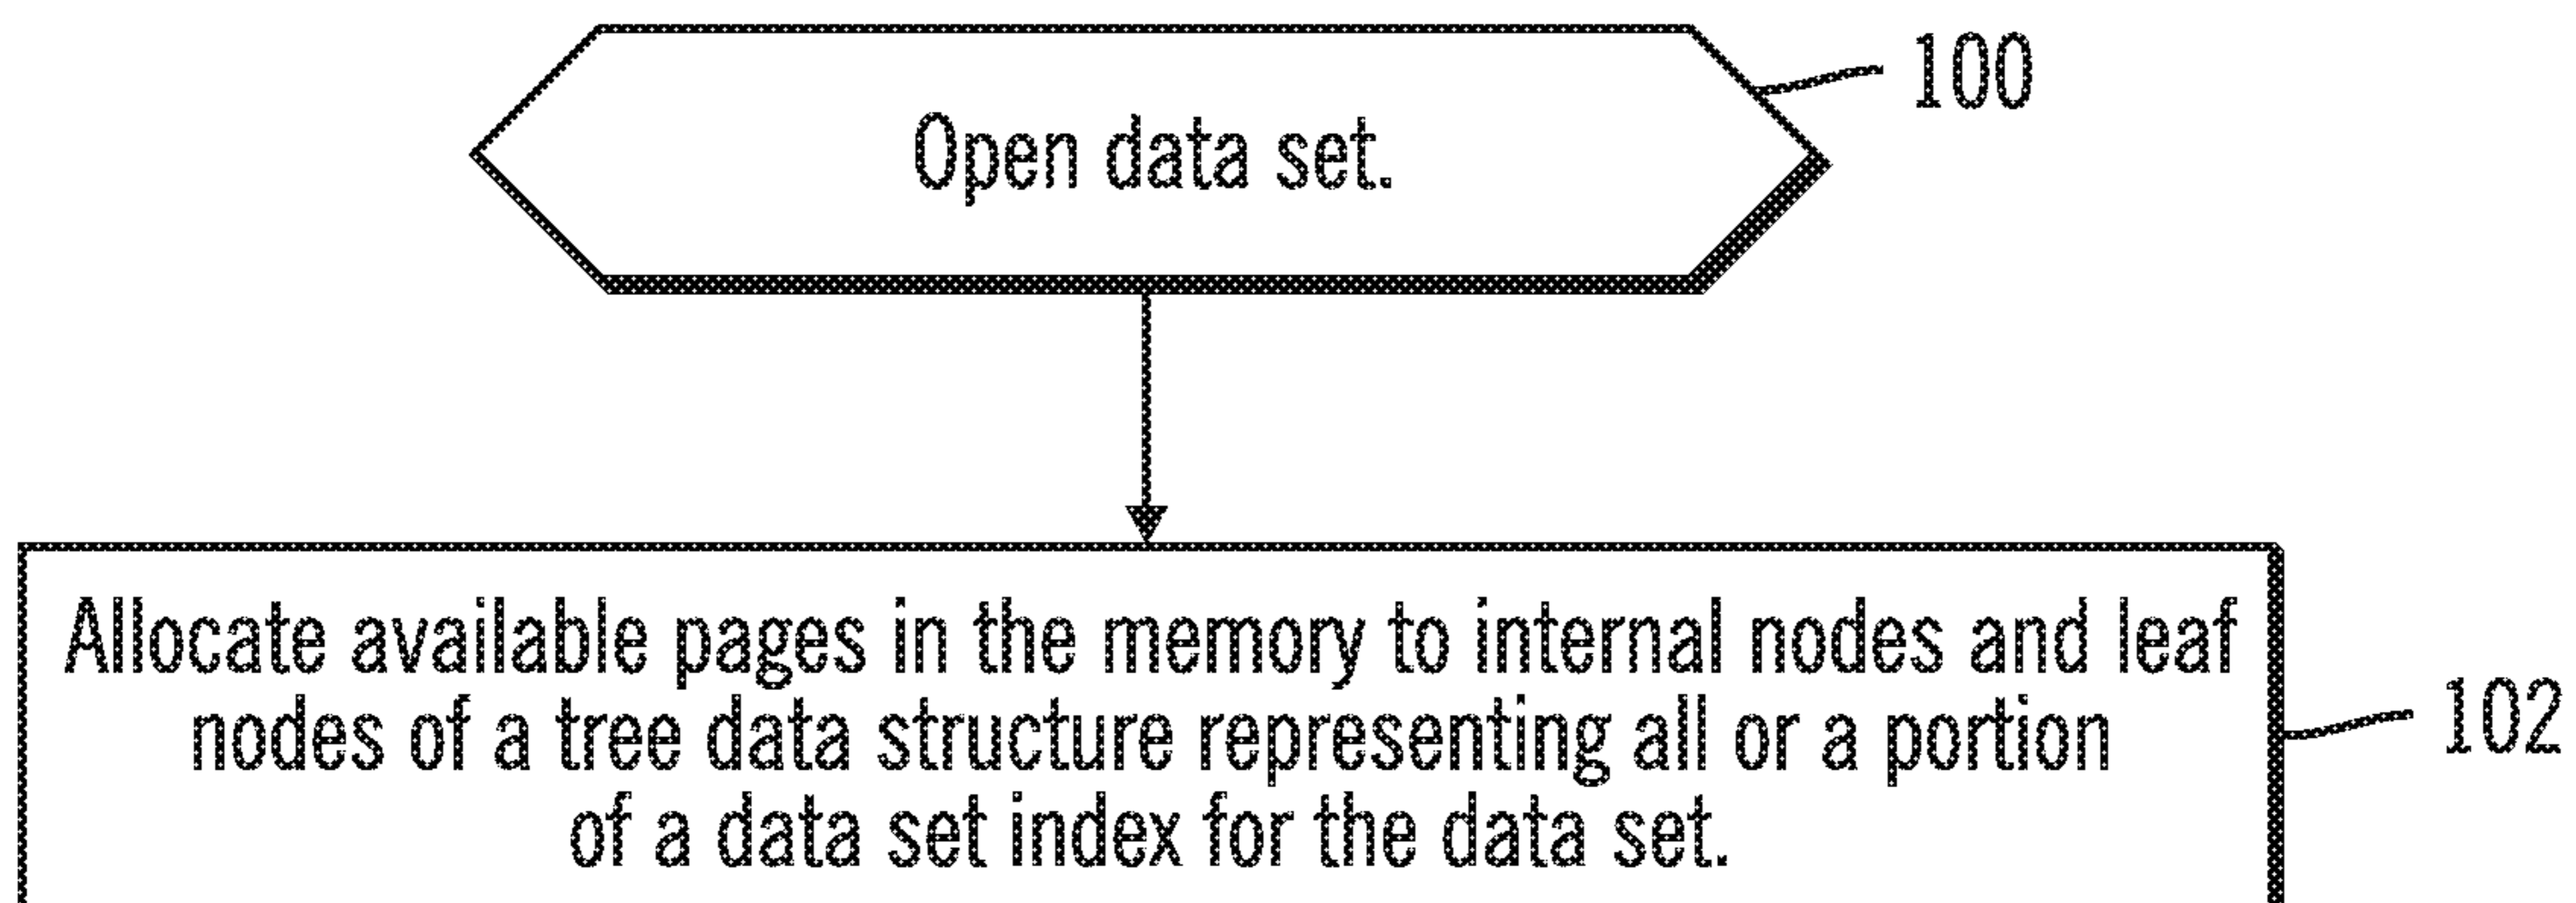 100
Open data set.
Allocate available pages in the memory to internal nodes and leaf
nodes of a tree data structure representing all or a portion
of a data set index for the data set.
102